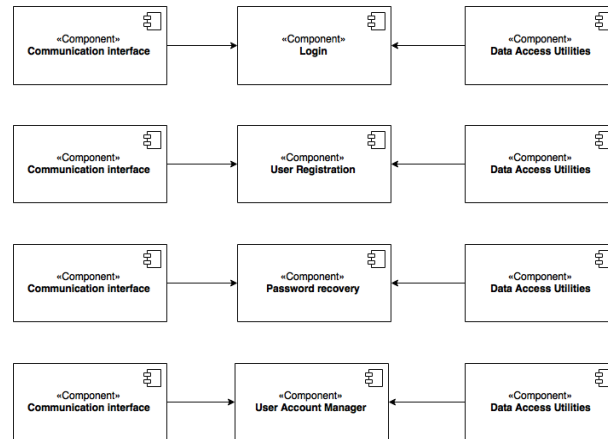 «Component» «Component» «Component»
Communication interface Login Data Access Utilities
«Component» «Component» «Component»
Communication interface User Registration Data Access Utilities
«Component» «Component» «Component»
Communication interface Password recovery Data Access Utilities
«Component» «Component» «Component»
Communication interface User Account Manager Data Access Utilities